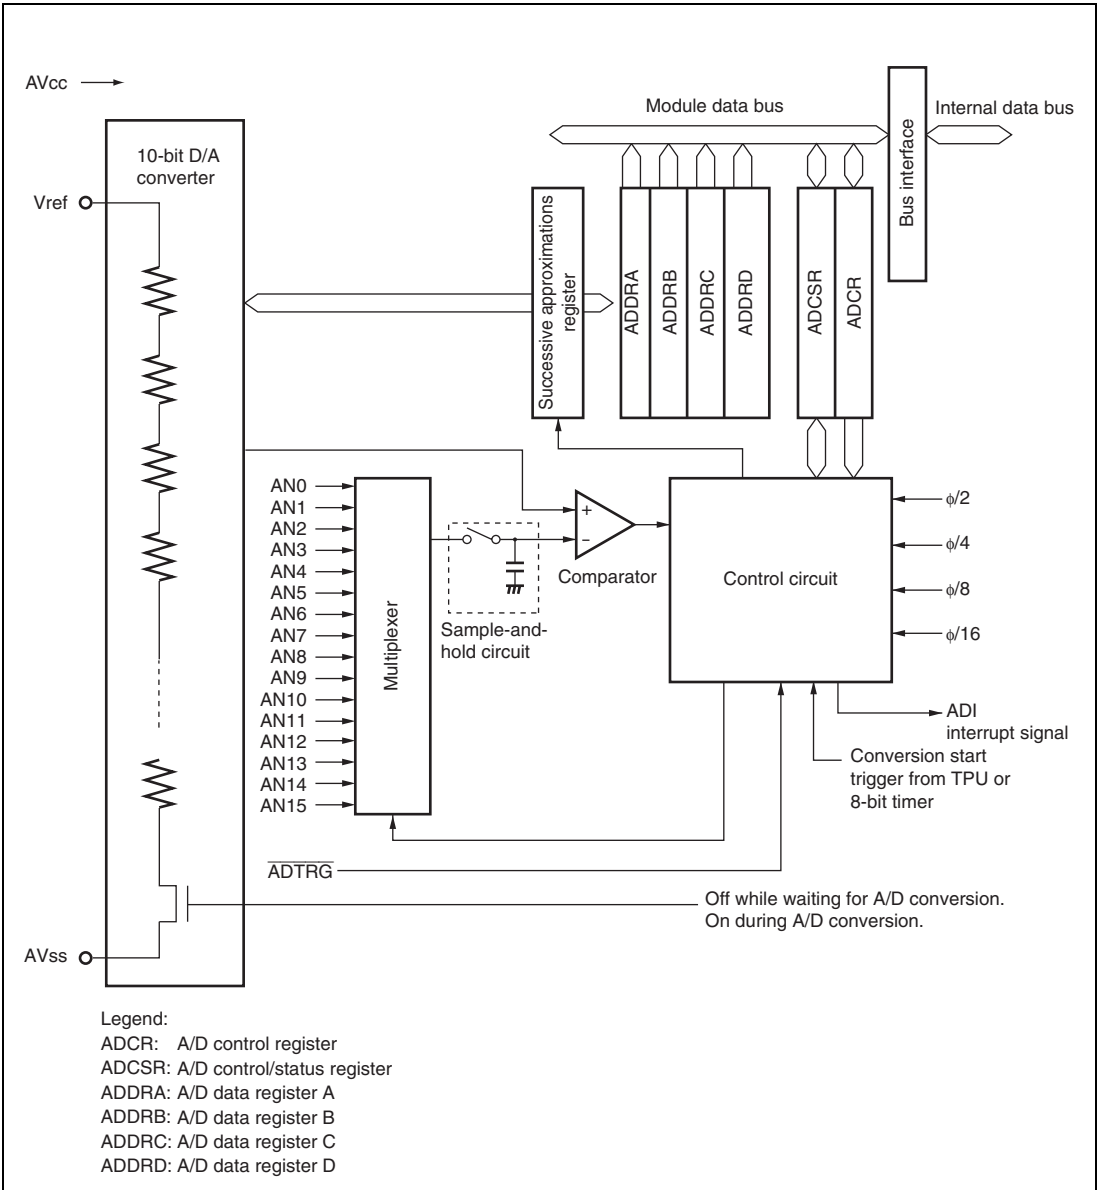 AVcc
Module data bus
Internal data bus
Bus interface
10-bit D/A
converter
Vref
Successive approximations
register
ADDRA
ADDRB
ADDRC
ADDRD
ADCSR
ADCR
AN0
AN1
AN2
AN3
AN4
AN5
AN6
AN7
AN8
AN9
AN10
AN11
AN12
AN13
AN14
AN15
Multiplexer
+
−
Comparator
Sample-and-
hold circuit
Control circuit
ϕ/2
ϕ/4
ϕ/8
ϕ/16
ADI
interrupt signal
Conversion start
trigger from TPU or
8-bit timer
ADTRG
Off while waiting for A/D conversion.
On during A/D conversion.
AVss
Legend:
ADCR: A/D control register
ADCSR: A/D control/status register
ADDRA: A/D data register A
ADDRB: A/D data register B
ADDRC: A/D data register C
ADDRD: A/D data register D